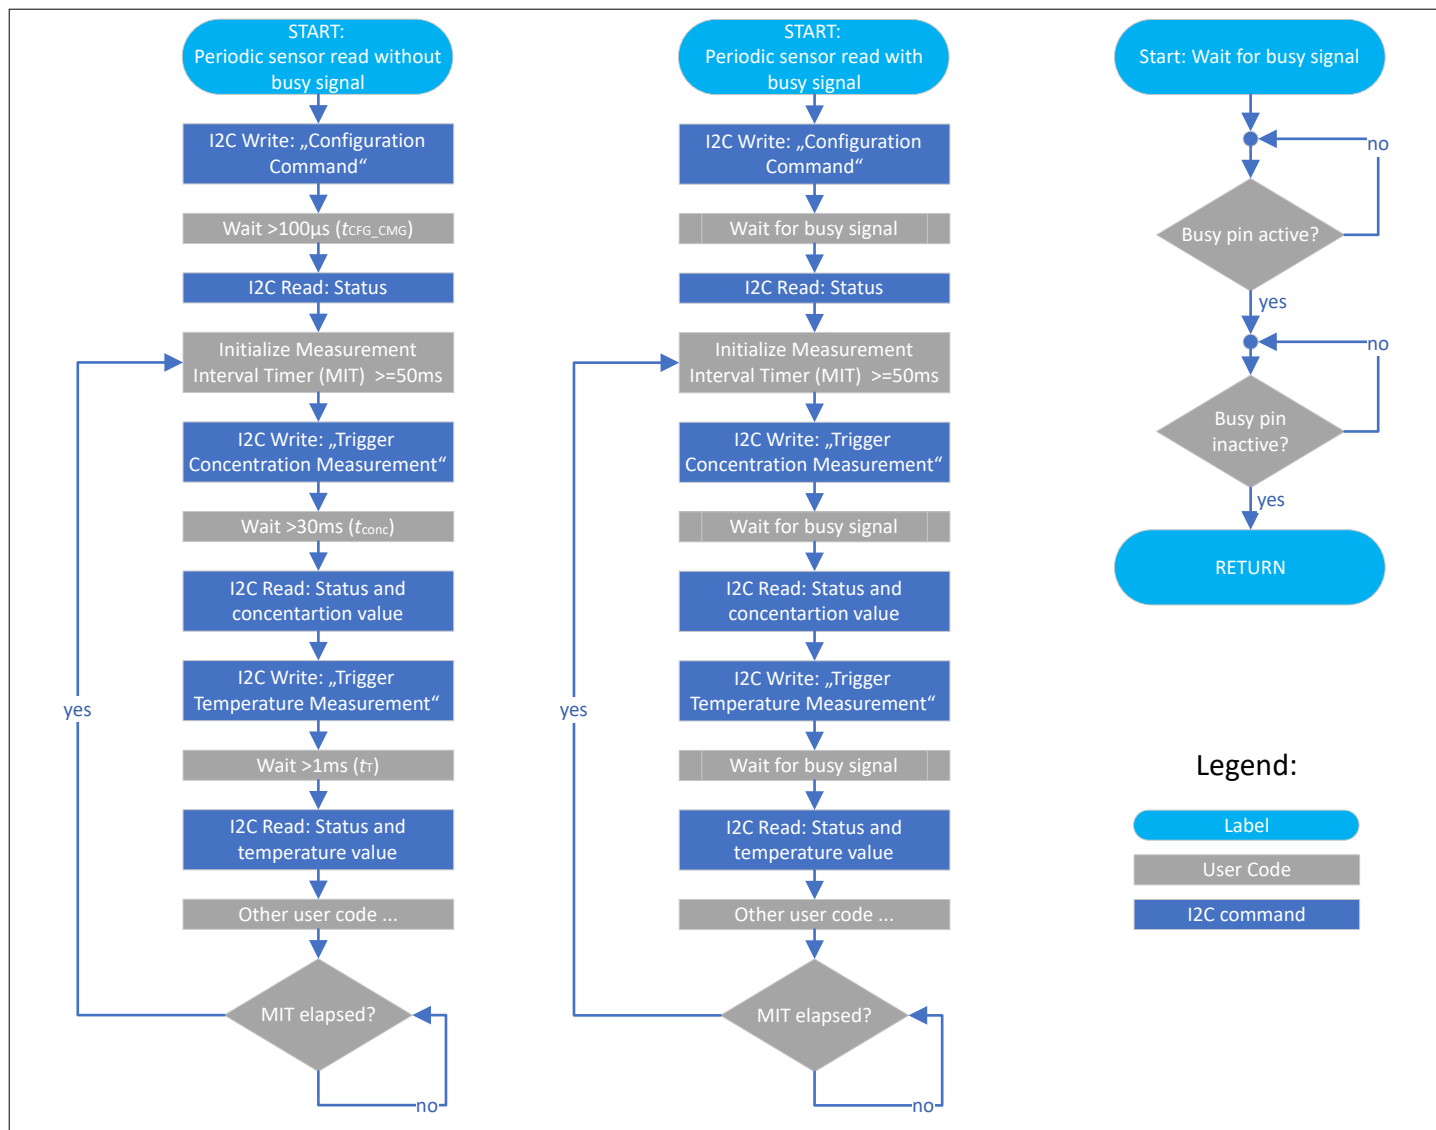 START:
Periodic sensor read without
busy signal
I2C Write: „Configuration
Command“
Wait >100µs (tCFG_CMG)
I2C Read: Status
Initialize Measurement
Interval Timer (MIT) >=50ms
I2C Write: „Trigger
Concentration Measurement“
Wait >30ms (tconc)
I2C Read: Status and
concentartion value
I2C Write: „Trigger
Temperature Measurement“
yes
Wait >1ms (tT)
I2C Read: Status and
temperature value
Other user code ...
MIT elapsed?
no
START:
Periodic sensor read with
busy signal
I2C Write: „Configuration
Command“
Wait for busy signal
I2C Read: Status
Initialize Measurement
Interval Timer (MIT) >=50ms
I2C Write: „Trigger
Concentration Measurement“
Wait for busy signal
I2C Read: Status and
concentartion value
I2C Write: „Trigger
Temperature Measurement“
yes
Wait for busy signal
I2C Read: Status and
temperature value
Other user code ...
MIT elapsed?
no
Start: Wait for busy signal
no
Busy pin active?
yes
no
Busy pin
inactive?
yes
RETURN
Legend:
Label
User Code
I2C command